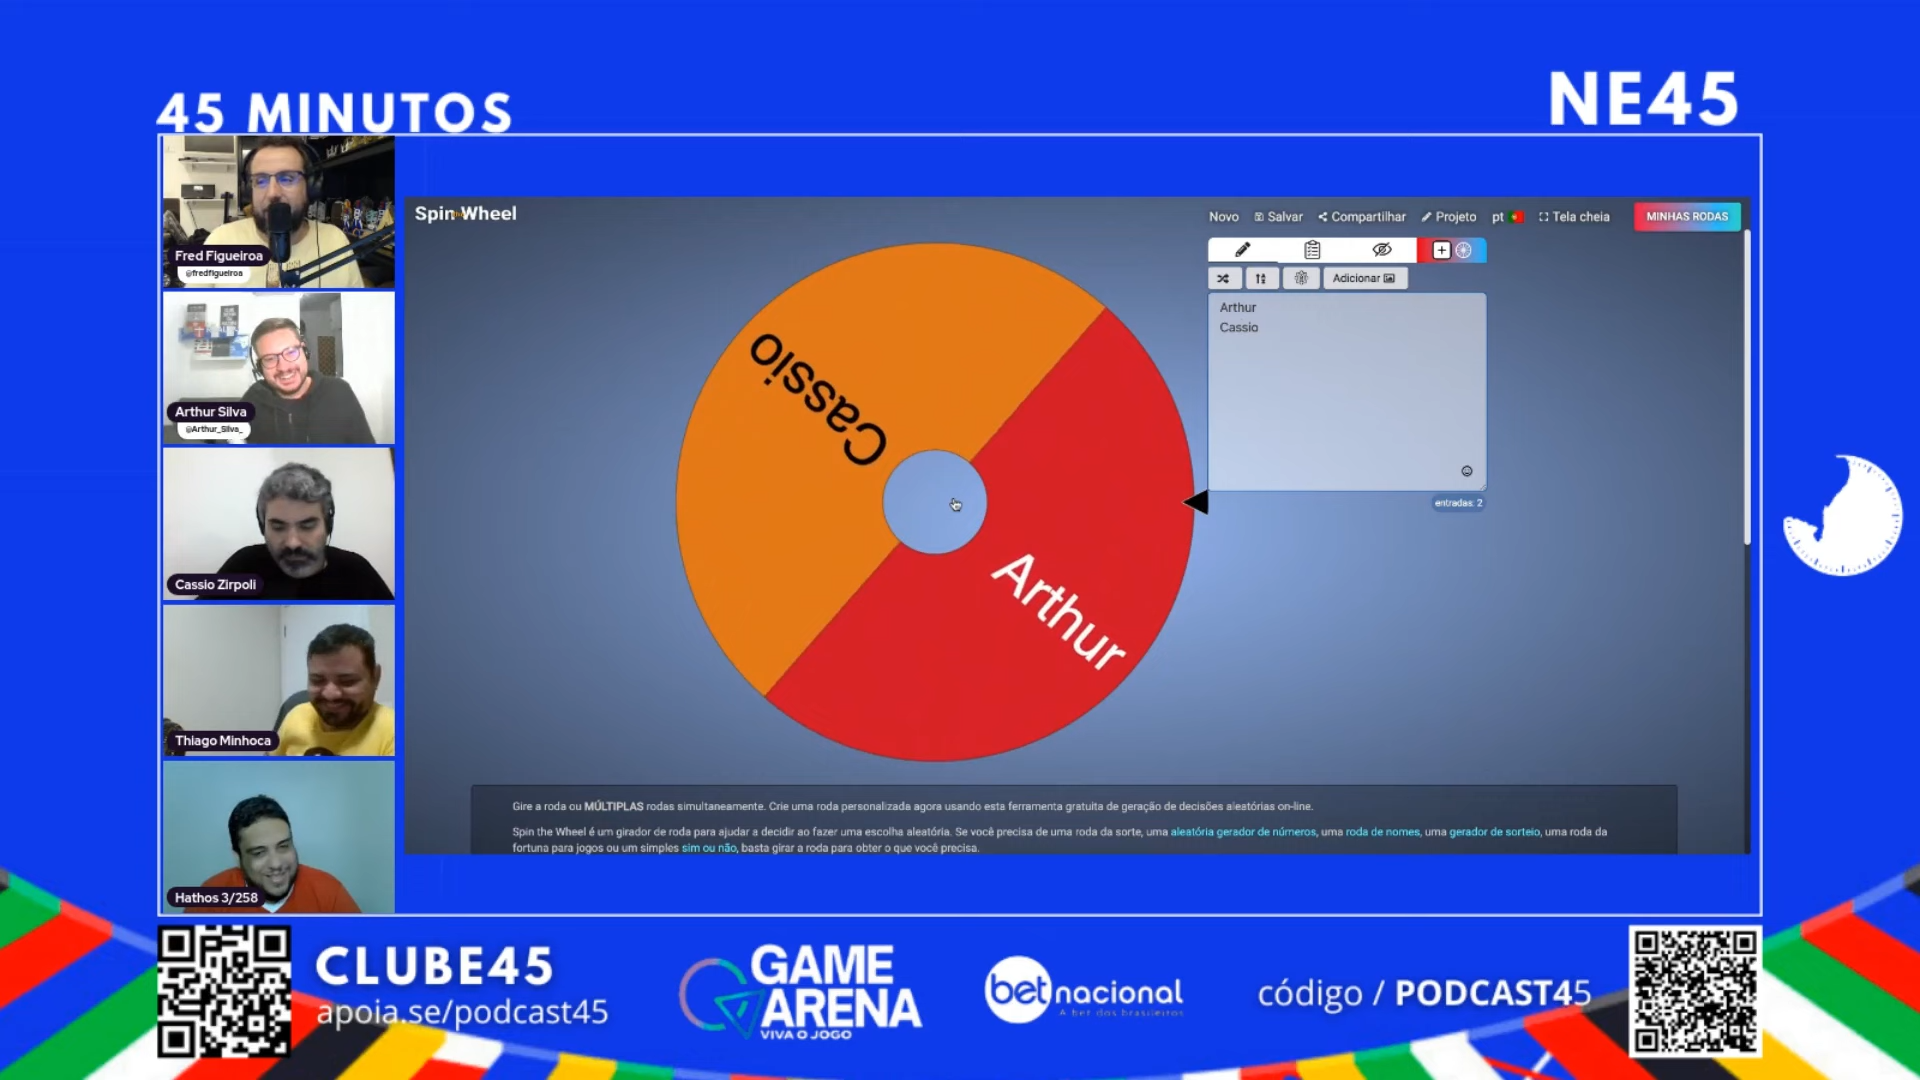 45 MINUTOS
NE45
Fred Figueiroa
@fredfigueiroa
Arthur Silva
@Arthur_Silva_
Cassio Zirpoli
Thiago Minhoca
Hathos 3/258
Spin the Wheel
Novo
Salvar
Compartilhar
Projeto
pt
Tela cheia
MINHAS RODAS
Adicionar
Arthur
Cassio
entradas: 2
Cassio
Arthur
Gire a roda ou MÚLTIPLAS rodas simultaneamente. Crie uma roda personalizada agora usando esta ferramenta gratuita de geração de decisões aleatórias on-line.
Spin the Wheel é um girador de roda para ajudar a decidir ao fazer uma escolha aleatória. Se você precisa de uma roda da sorte, uma aleatória gerador de números, uma roda de nomes, uma gerador de sorteio, uma roda da
fortuna para jogos ou um simples sim ou não, basta girar a roda para obter o que você precisa.
CLUBE45
apoia.se/podcast45
GAME
ARENA
VIVA O JOGO
betnacional
A bet dos brasileiros
código / PODCAST45